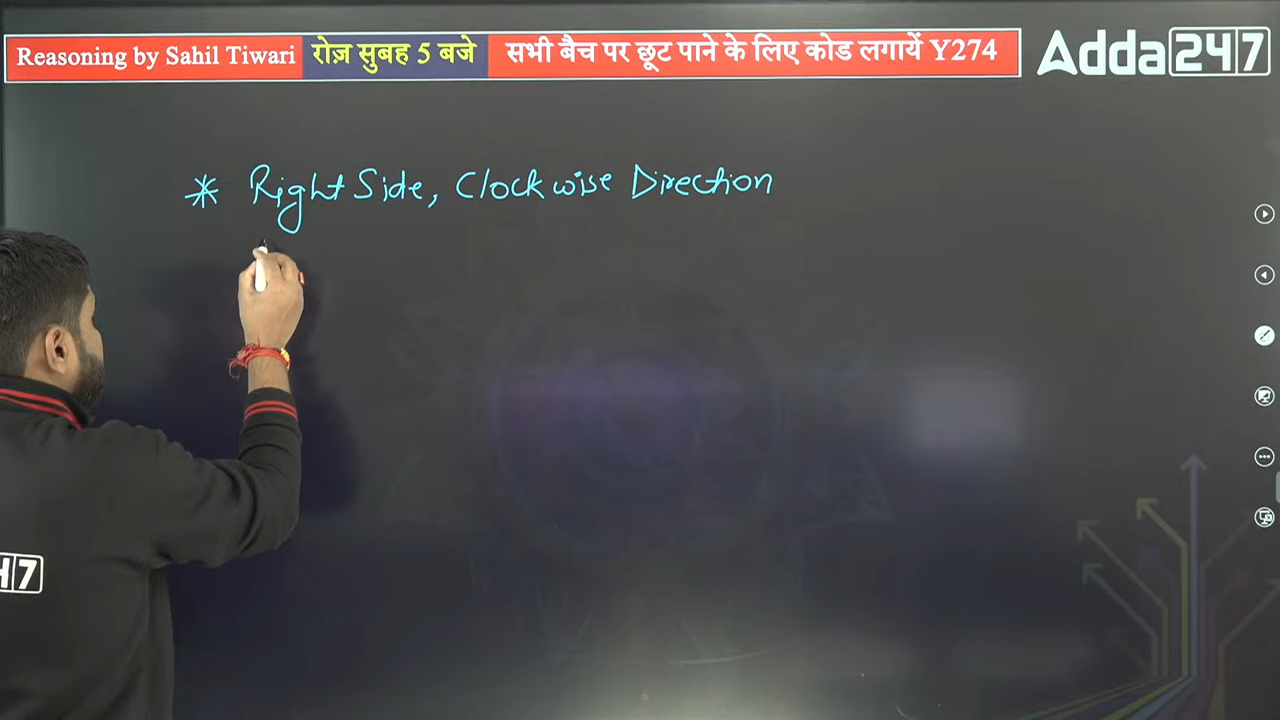 Reasoning by Sahil Tiwari रोज़ सुबह 5 बजे सभी बैच पर छूट पाने के लिए कोड लगायें Y274 Adda247
* Right Side, Clockwise Direction